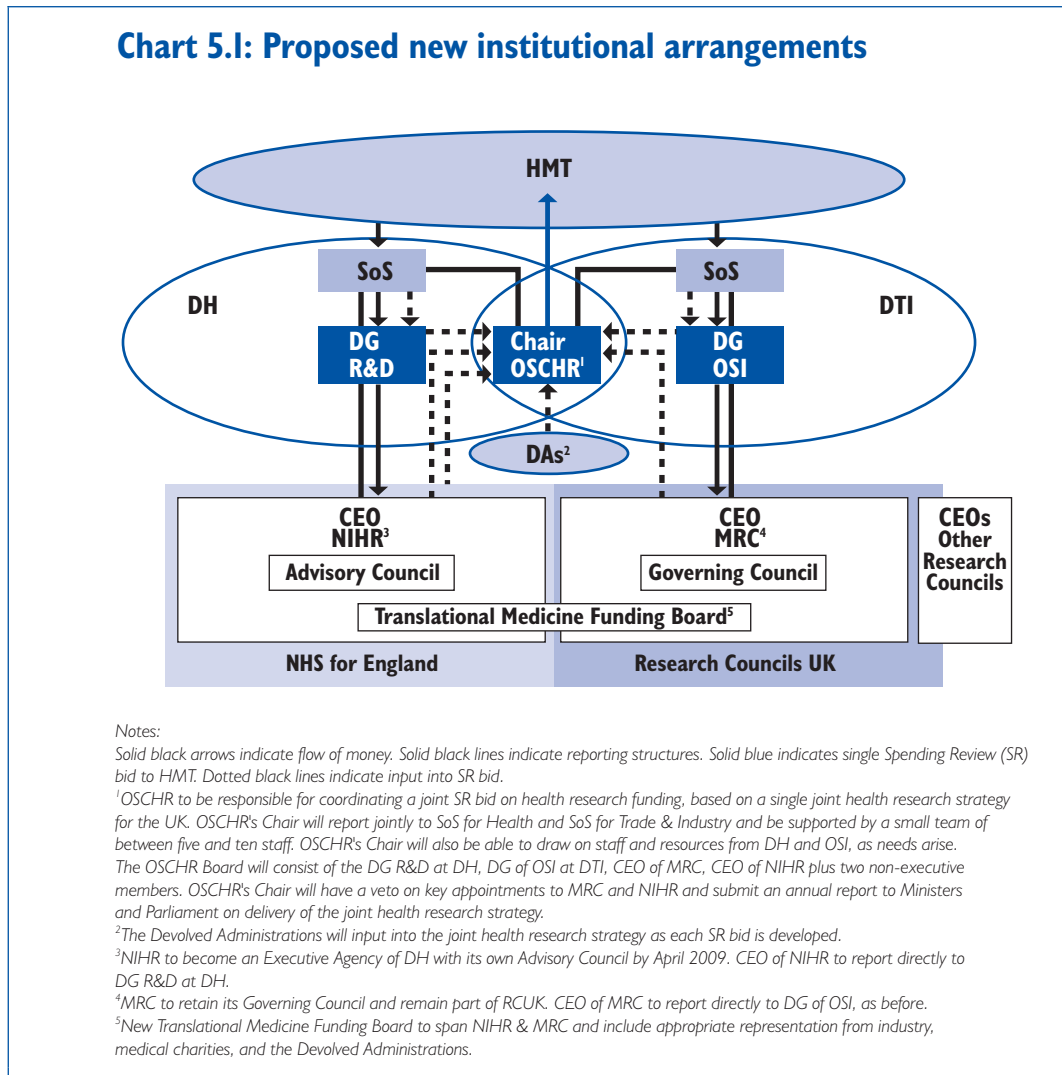 Chart 5.1: Proposed new institutional arrangements
HMT
SoS
SoS
DH
DTI
DG
R&D
Chair
OSCHR¹
DG
OSI
DAs²
CEO
NIHR³
Advisory Council
CEO
MRC⁴
Governing Council
CEOs
Other
Research
Councils
Translational Medicine Funding Board⁵
NHS for England
Research Councils UK
Notes:
Solid black arrows indicate flow of money. Solid black lines indicate reporting structures. Solid blue indicates single Spending Review (SR)
bid to HMT. Dotted black lines indicate input into SR bid.
¹OSCHR to be responsible for coordinating a joint SR bid on health research funding, based on a single joint health research strategy
for the UK. OSCHR's Chair will report jointly to SoS for Health and SoS for Trade & Industry and be supported by a small team of
between five and ten staff. OSCHR's Chair will also be able to draw on staff and resources from DH and OSI, as needs arise.
The OSCHR Board will consist of the DG R&D at DH, DG of OSI at DTI, CEO of MRC, CEO of NIHR plus two non-executive
members. OSCHR's Chair will have a veto on key appointments to MRC and NIHR and submit an annual report to Ministers
and Parliament on delivery of the joint health research strategy.
²The Devolved Administrations will input into the joint health research strategy as each SR bid is developed.
³NIHR to become an Executive Agency of DH with its own Advisory Council by April 2009. CEO of NIHR to report directly to
DG R&D at DH.
⁴MRC to retain its Governing Council and remain part of RCUK. CEO of MRC to report directly to DG of OSI, as before.
⁵New Translational Medicine Funding Board to span NIHR & MRC and include appropriate representation from industry,
medical charities, and the Devolved Administrations.